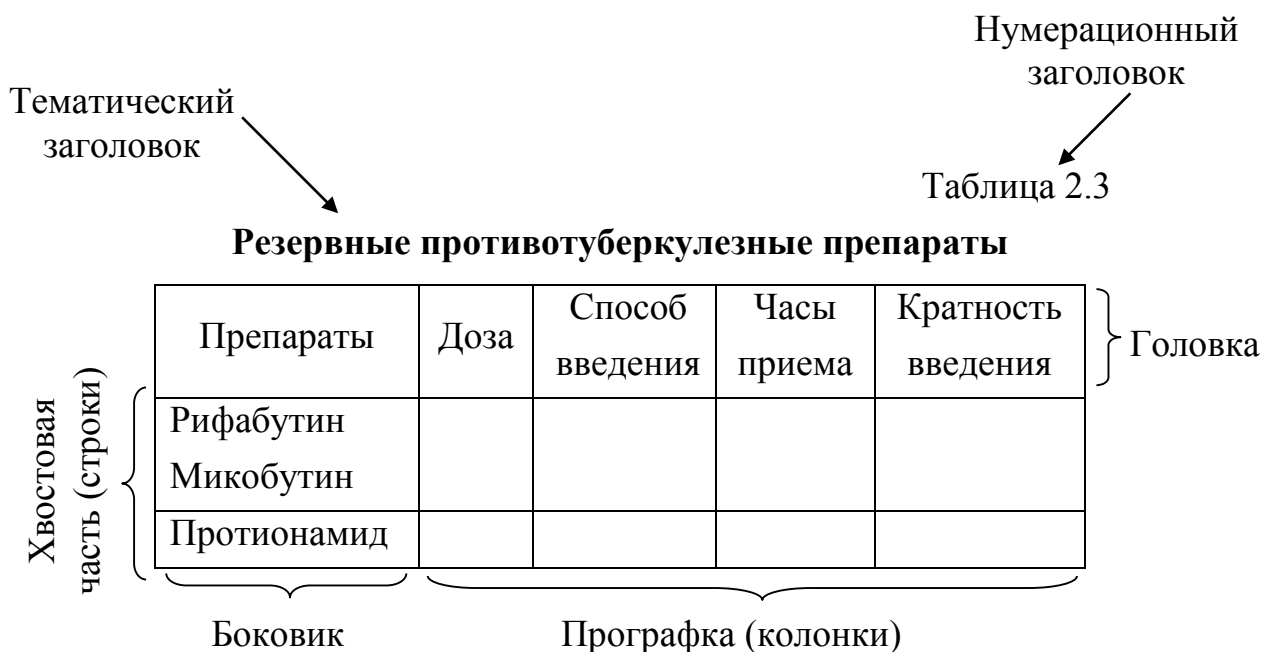 Нумерационный
заголовок
Тематический
заголовок
Таблица 2.3
Резервные противотуберкулезные препараты
Препараты
Доза
Способ
введения
Часы
приема
Кратность
введения
Головка
Хвостовая
часть (строки)
Рифабутин
Микобутин
Протионамид
Боковик
Прографка (колонки)